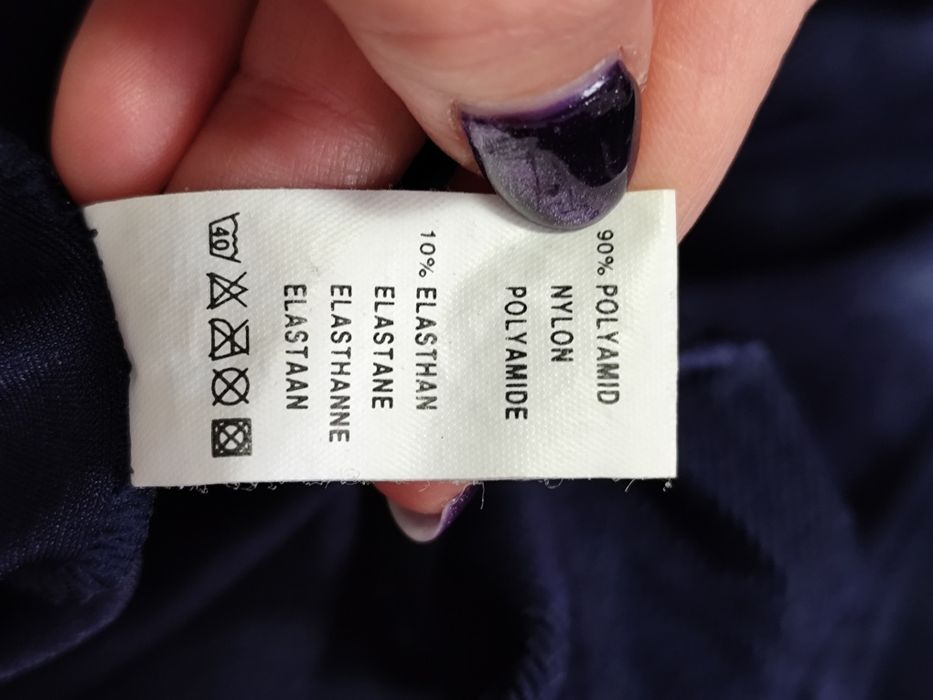 90% POLYAMID
NYLON
POLYAMIDE
10% ELASTHAN
ELASTANE
ELASTHANNE
ELASTAAN
40